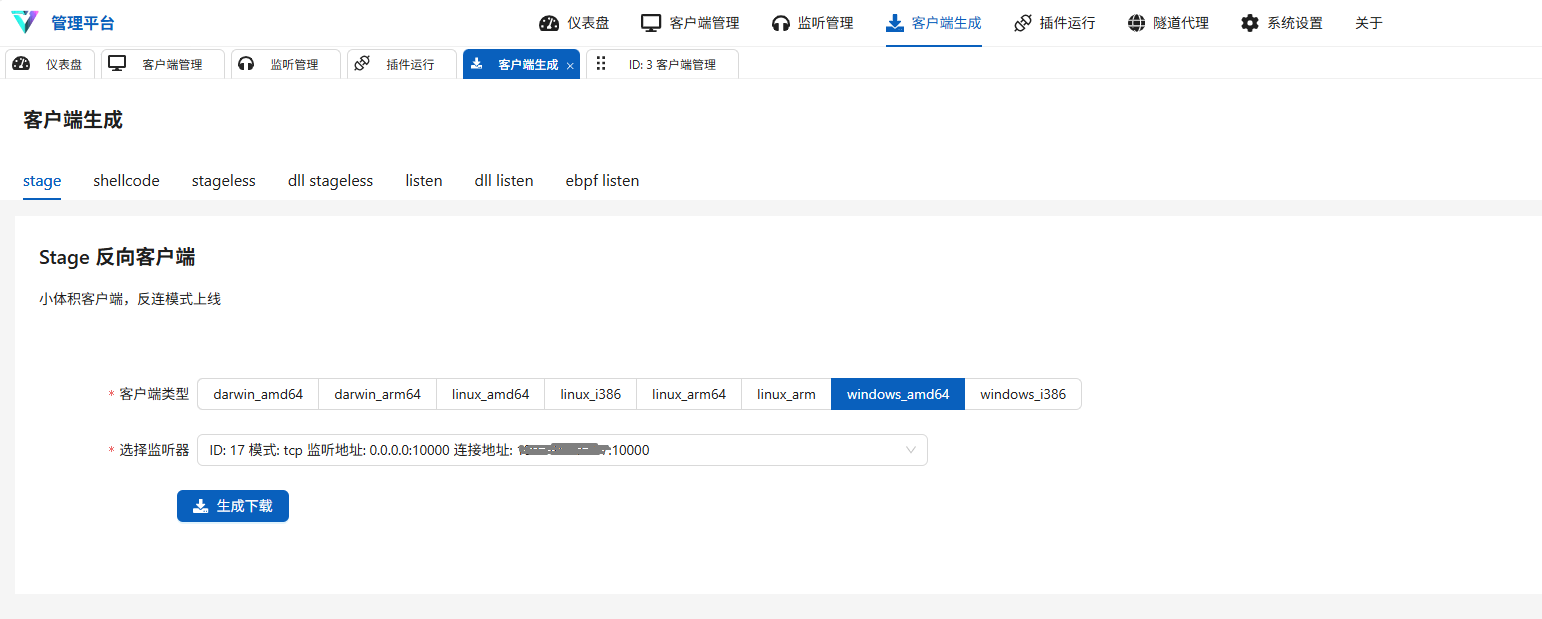 管理平台 仪表盘 客户端管理 监听管理 客户端生成 插件运行 隧道代理 系统设置 关于
仪表盘 客户端管理 监听管理 插件运行 客户端生成 × ID: 3 客户端管理
客户端生成
stage shellcode stageless dll stageless listen dll listen ebpf listen
Stage 反向客户端
小体积客户端，反连模式上线
* 客户端类型 darwin_amd64 darwin_arm64 linux_amd64 linux_i386 linux_arm64 linux_arm windows_amd64 windows_i386
* 选择监听器 ID: 17 模式: tcp 监听地址: 0.0.0.0:10000 连接地址: :10000
生成下载